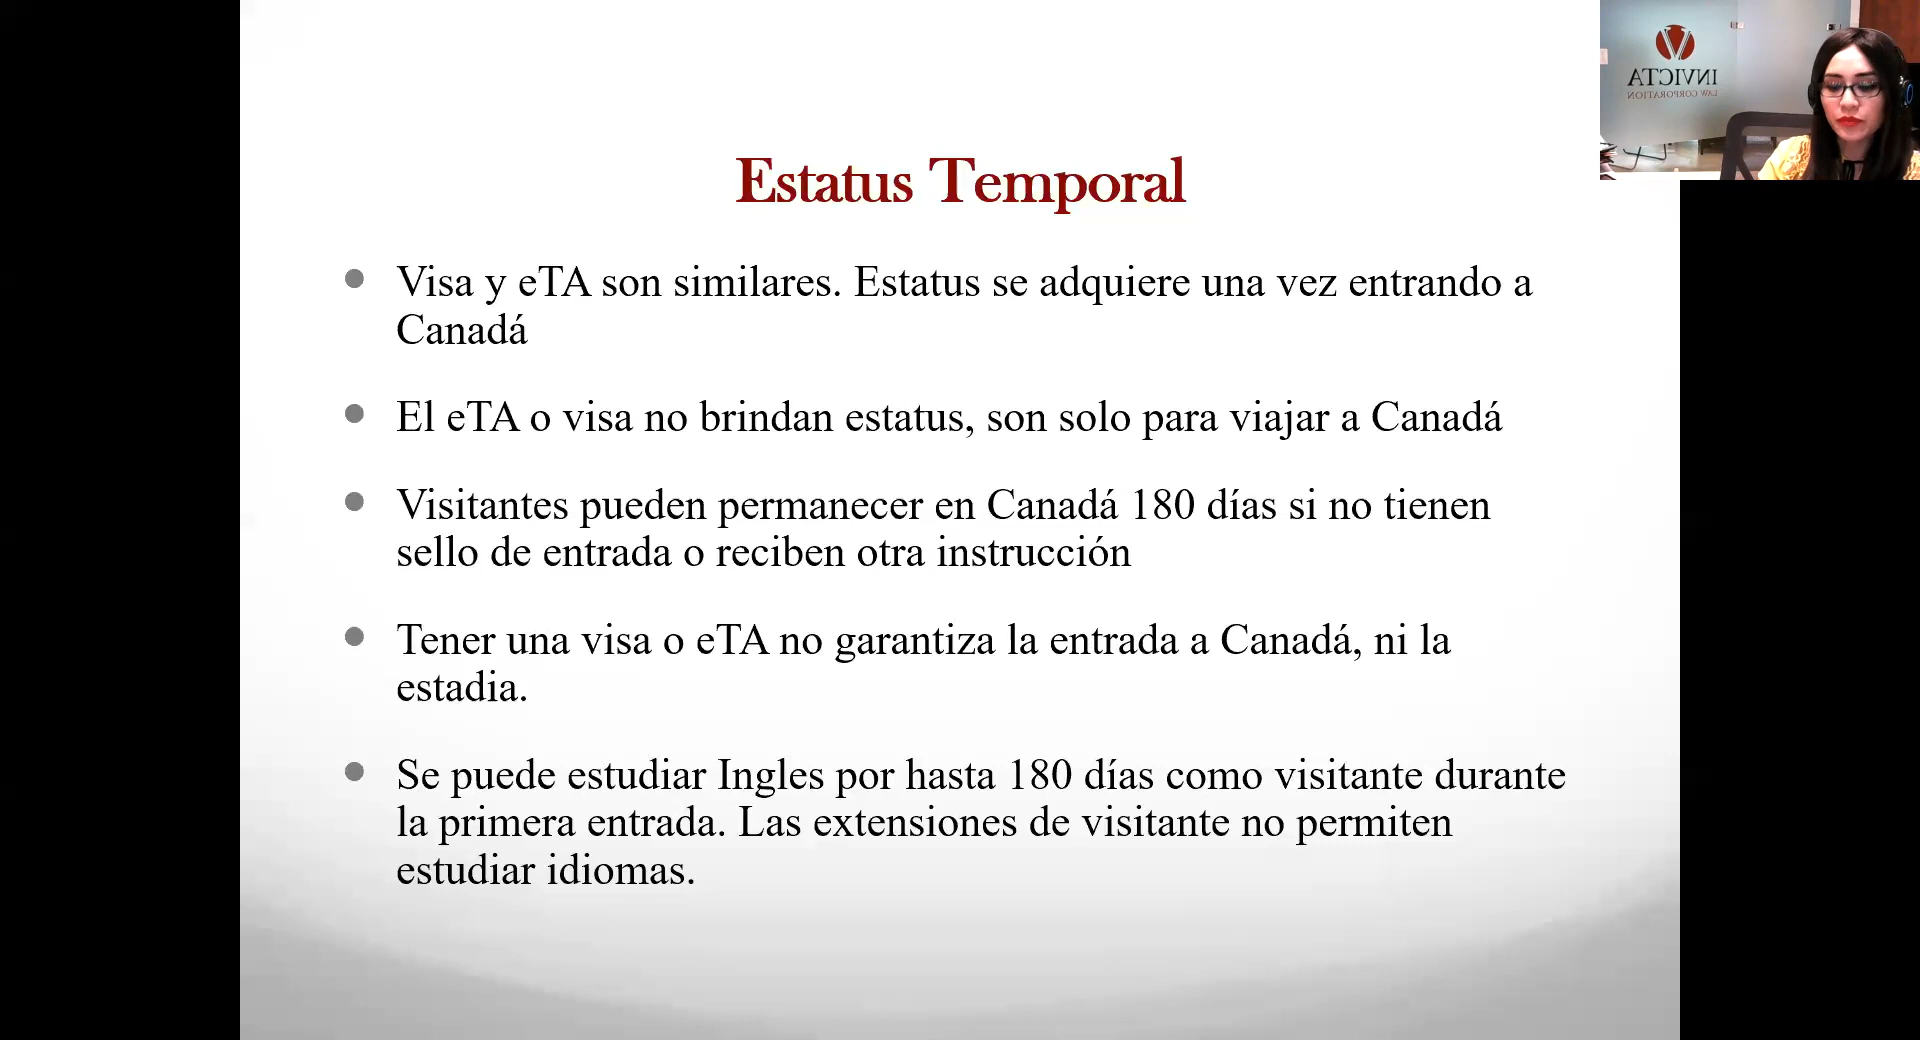 INVICTA
LAW CORPORATION
Estatus Temporal
Visa y eTA son similares. Estatus se adquiere una vez entrando a
Canadá
El eTA o visa no brindan estatus, son solo para viajar a Canadá
Visitantes pueden permanecer en Canadá 180 días si no tienen
sello de entrada o reciben otra instrucción
Tener una visa o eTA no garantiza la entrada a Canadá, ni la
estadia.
Se puede estudiar Ingles por hasta 180 días como visitante durante
la primera entrada. Las extensiones de visitante no permiten
estudiar idiomas.